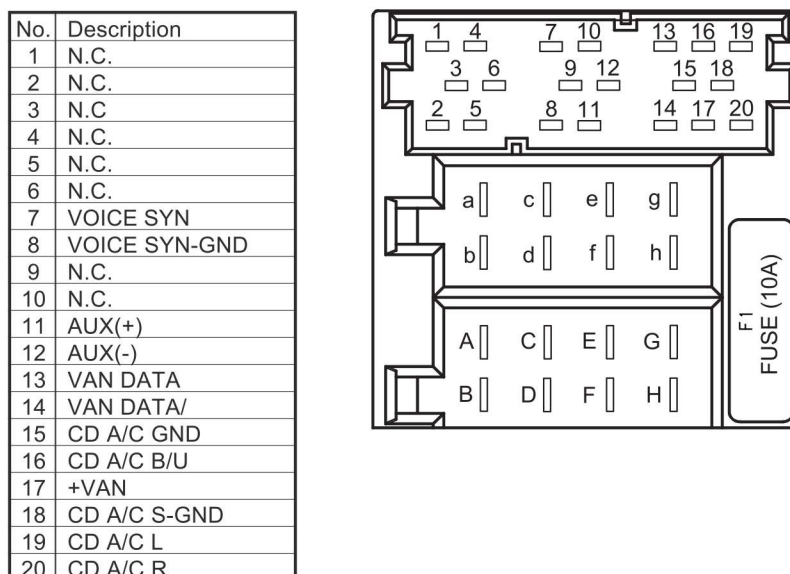 No. Description
1 N.C.
2 N.C.
3 N.C
4 N.C.
5 N.C.
6 N.C.
7 VOICE SYN
8 VOICE SYN-GND
9 N.C.
10 N.C.
11 AUX(+)
12 AUX(-)
13 VAN DATA
14 VAN DATA/
15 CD A/C GND
16 CD A/C B/U
17 +VAN
18 CD A/C S-GND
19 CD A/C L
20 CD A/C R
1 4 7 10 13 16 19
3 6 9 12 15 18
2 5 8 11 14 17 20
a c e g
b d f h
A C E G
B D F H
F1
FUSE (10A)